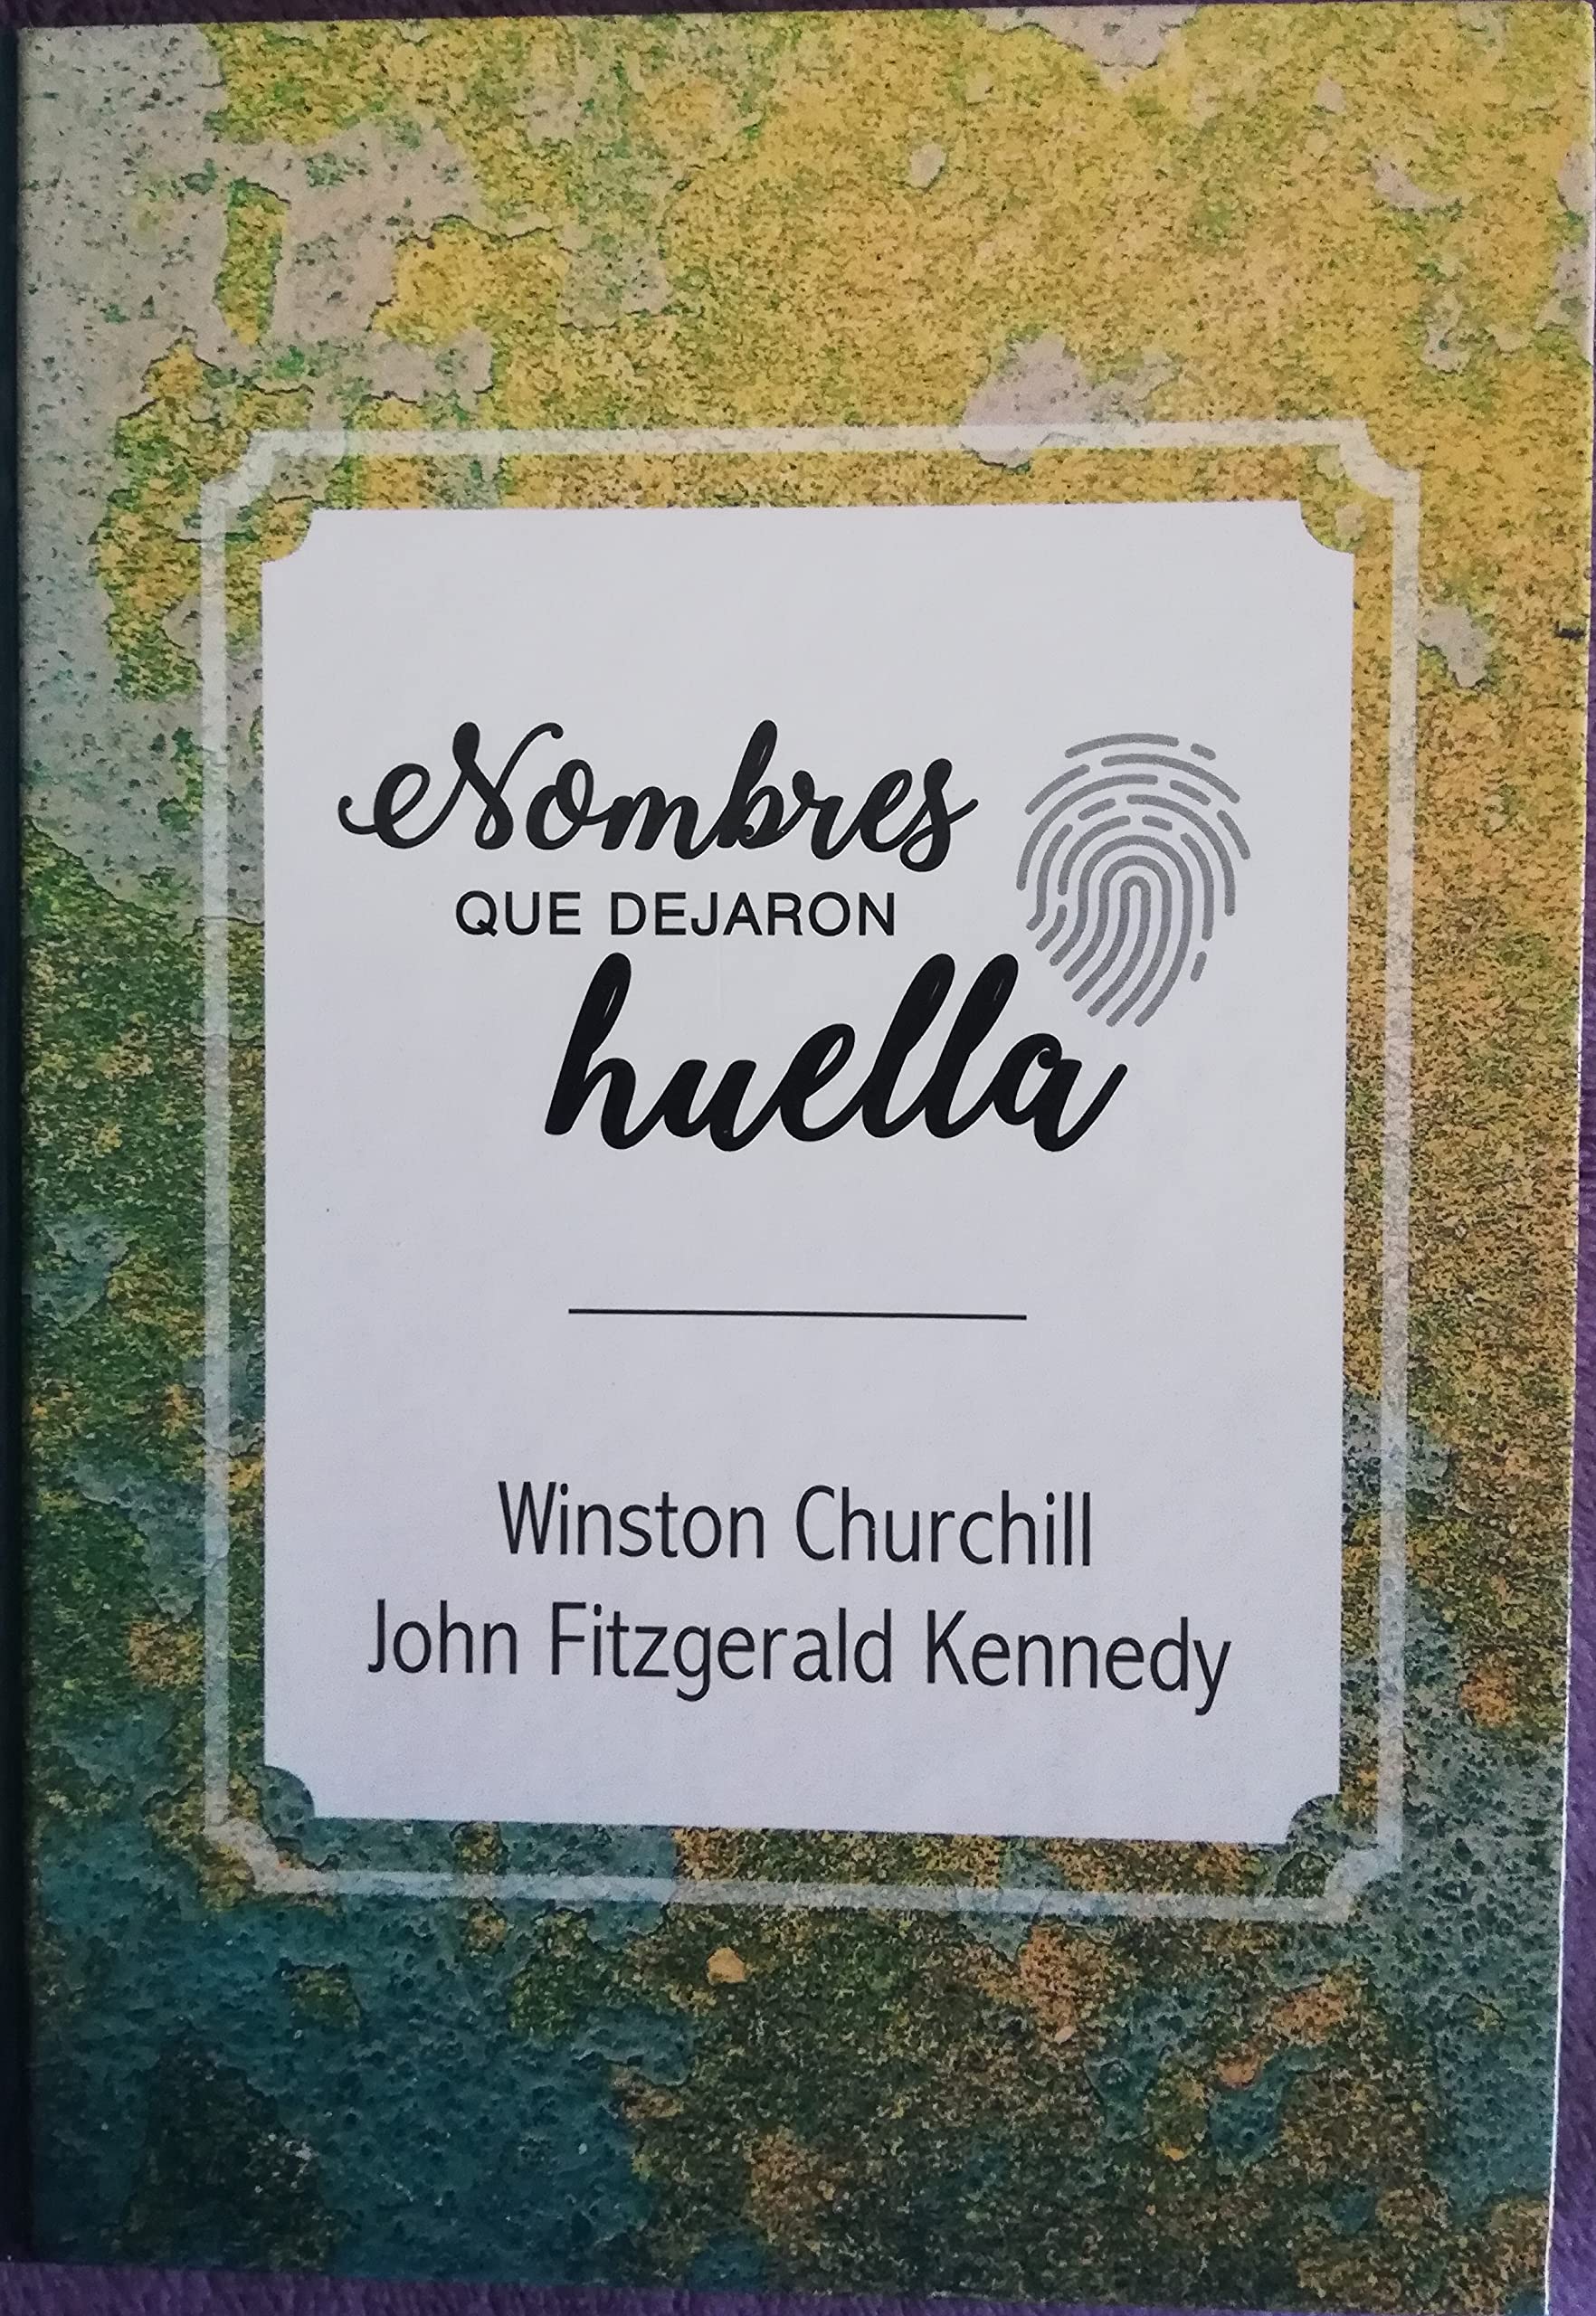 Nombres
QUE DEJARON
huella
Winston Churchill
John Fitzgerald Kennedy